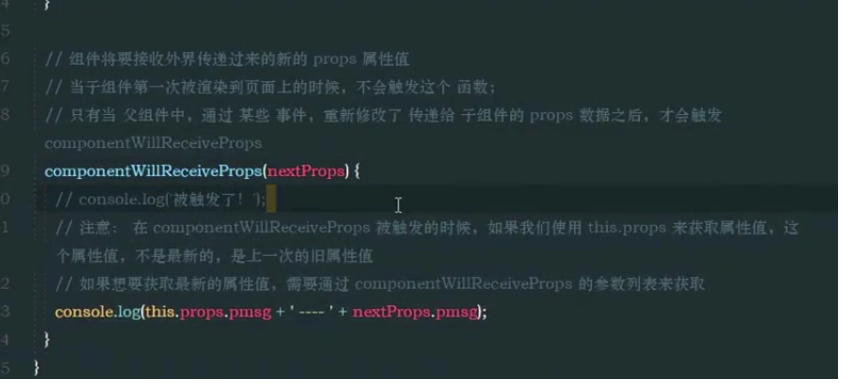 4 }
5
6 // 组件将要接收外界传递过来的新的 props 属性值
7 // 当子组件第一次被渲染到页面上的时候，不会触发这个 函数；
8 // 只有当 父组件中，通过 某些 事件，重新修改了 传递给 子组件的 props 数据之后，才会触发
componentWillReceiveProps
9 componentWillReceiveProps(nextProps) {
0 // console.log('被触发了！');
1 // 注意： 在 componentWillReceiveProps 被触发的时候，如果我们使用 this.props 来获取属性值，这
个属性值，不是最新的，是上一次的旧属性值
2 // 如果想要获取最新的属性值，需要通过 componentWillReceiveProps 的参数列表来获取
3 console.log(this.props.pmsg + ' ---- ' + nextProps.pmsg);
4 }
5 }